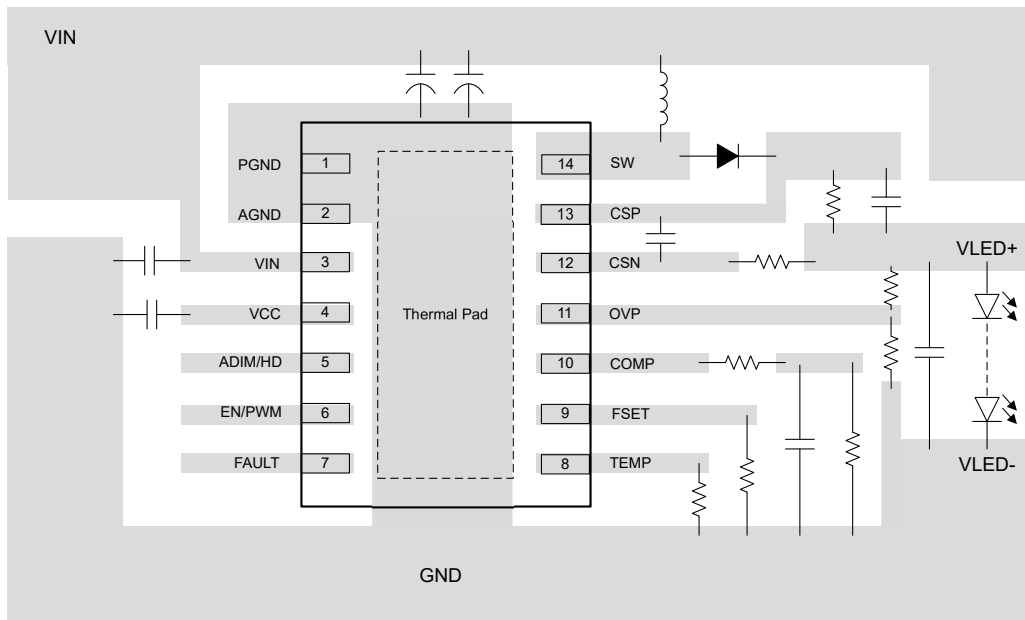 VIN
PGND 1
AGND 2
VIN 3
VCC 4
ADIM/HD 5
EN/PWM 6
FAULT 7
Thermal Pad
14 SW
13 CSP
12 CSN
11 OVP
10 COMP
9 FSET
8 TEMP
VLED+
VLED-
GND